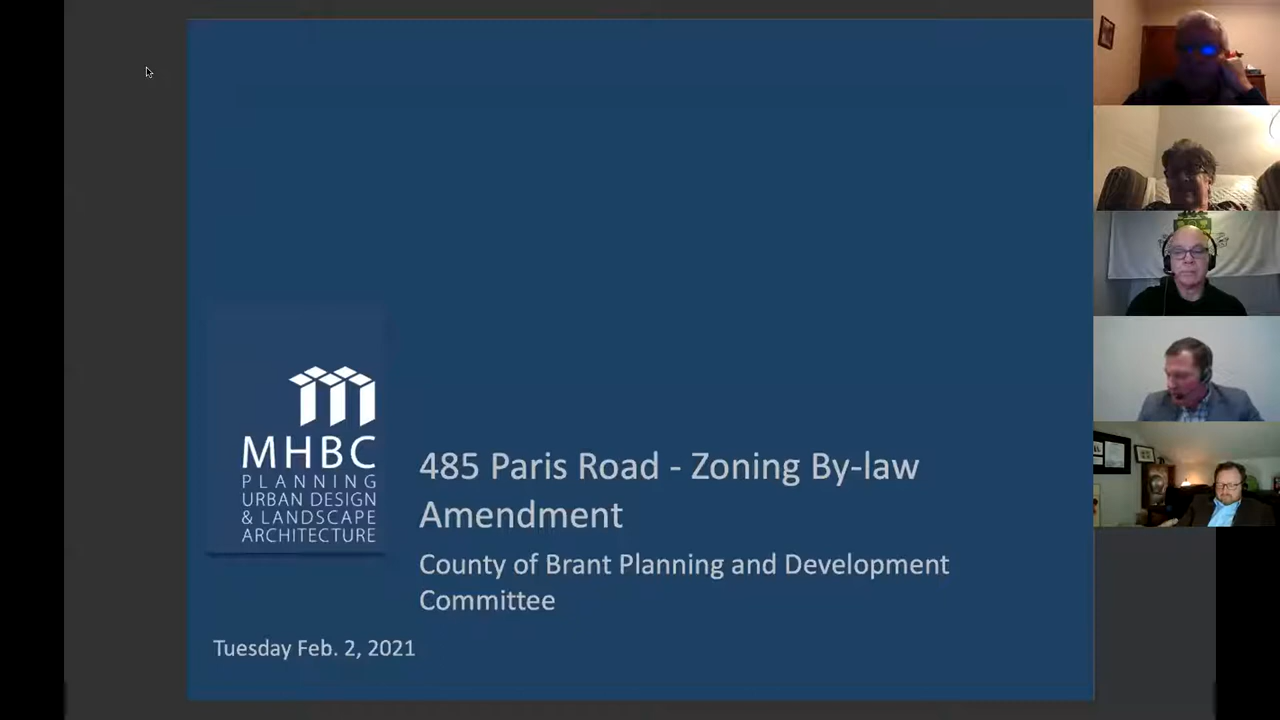 MHBC
PLANNING
URBAN DESIGN
& LANDSCAPE
ARCHITECTURE
485 Paris Road - Zoning By-law
Amendment
County of Brant Planning and Development
Committee
Tuesday Feb. 2, 2021